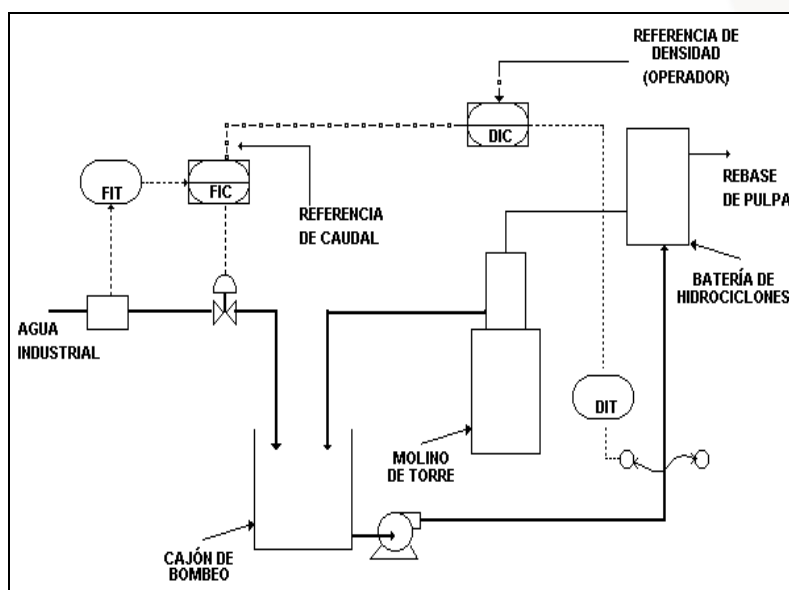 REFERENCIA DE
DENSIDAD
(OPERADOR)
DIC
FIT
FIC
REFERENCIA
DE CAUDAL
REBASE
DE PULPA
BATERÍA DE
HIDROCICLONES
AGUA
INDUSTRIAL
DIT
MOLINO
DE TORRE
CAJÓN DE
BOMBEO